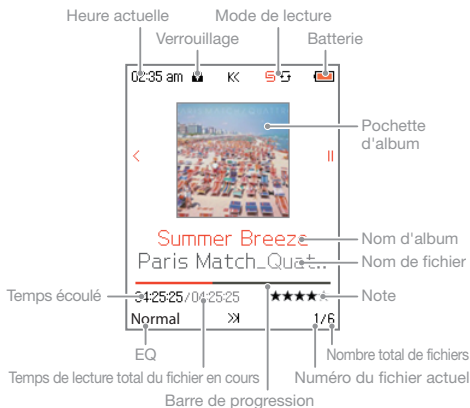 Heure actuelle
Mode de lecture
Verrouillage
Batterie
02:35 am
Pochette
d'album
Summer Breeze
Nom d'album
Paris Match_Quat..
Nom de fichier
Temps écoulé
04:25:25/04:25:25
Note
Normal
1/6
EQ
Nombre total de fichiers
Temps de lecture total du fichier en cours
Numéro du fichier actuel
Barre de progression